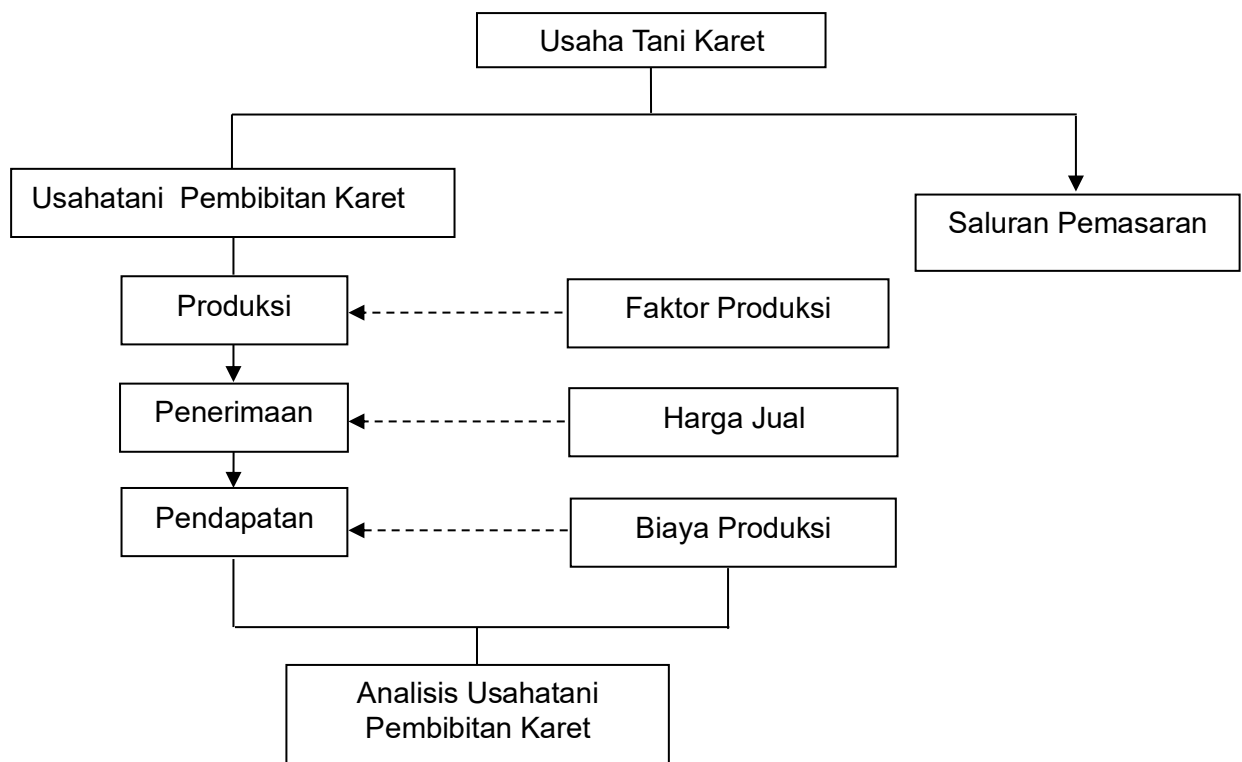 Usaha Tani Karet
Usahatani  Pembibitan Karet
Saluran Pemasaran
Produksi
Faktor Produksi
Penerimaan
Harga Jual
Pendapatan
Biaya Produksi
Analisis Usahatani
Pembibitan Karet